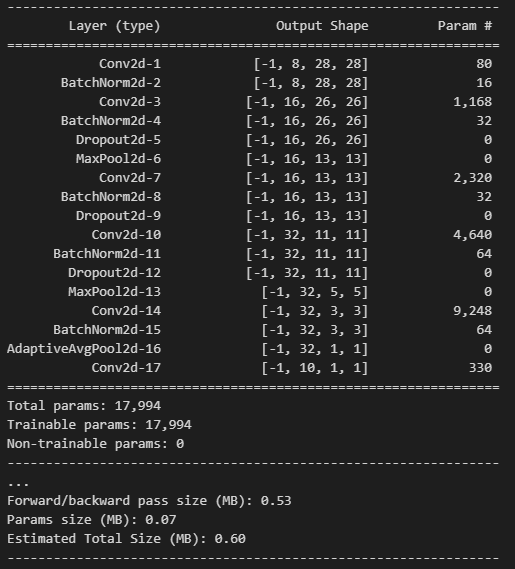 ----------------------------------------------------------------
Layer (type) Output Shape Param #
================================================================
Conv2d-1 [-1, 8, 28, 28] 80
BatchNorm2d-2 [-1, 8, 28, 28] 16
Conv2d-3 [-1, 16, 26, 26] 1,168
BatchNorm2d-4 [-1, 16, 26, 26] 32
Dropout2d-5 [-1, 16, 26, 26] 0
MaxPool2d-6 [-1, 16, 13, 13] 0
Conv2d-7 [-1, 16, 13, 13] 2,320
BatchNorm2d-8 [-1, 16, 13, 13] 32
Dropout2d-9 [-1, 16, 13, 13] 0
Conv2d-10 [-1, 32, 11, 11] 4,640
BatchNorm2d-11 [-1, 32, 11, 11] 64
Dropout2d-12 [-1, 32, 11, 11] 0
MaxPool2d-13 [-1, 32, 5, 5] 0
Conv2d-14 [-1, 32, 3, 3] 9,248
BatchNorm2d-15 [-1, 32, 3, 3] 64
AdaptiveAvgPool2d-16 [-1, 32, 1, 1] 0
Conv2d-17 [-1, 10, 1, 1] 330
================================================================
Total params: 17,994
Trainable params: 17,994
Non-trainable params: 0
----------------------------------------------------------------
...
Forward/backward pass size (MB): 0.53
Params size (MB): 0.07
Estimated Total Size (MB): 0.60
----------------------------------------------------------------